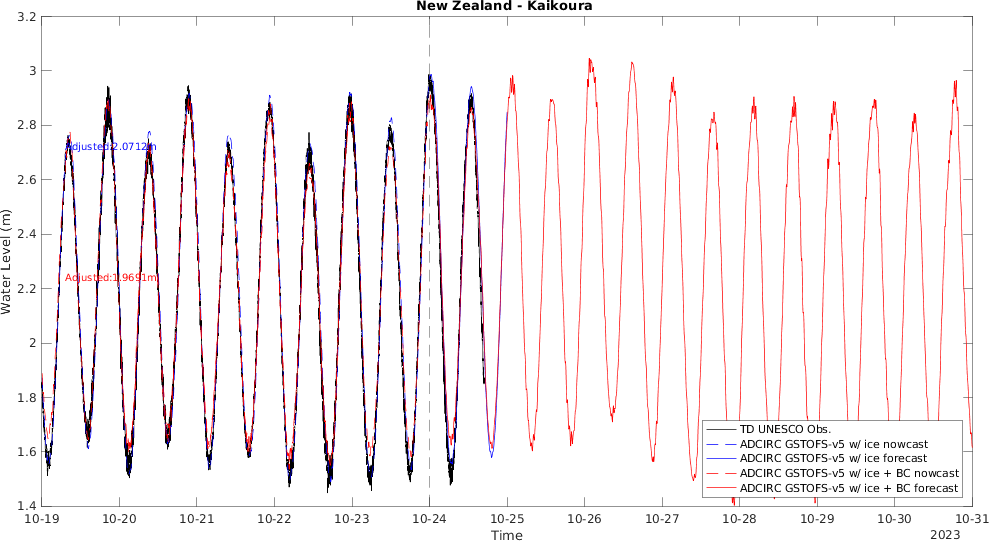 New Zealand - Kaikoura
3.2
3
2.8
2.6
2.4
2.2
2
1.8
1.6
1.4
Water Level (m)
Adjusted:2.0712m
Adjusted:1.9691m
TD UNESCO Obs.
ADCIRC GSTOFS-v5 w/ ice nowcast
ADCIRC GSTOFS-v5 w/ ice forecast
ADCIRC GSTOFS-v5 w/ ice + BC nowcast
ADCIRC GSTOFS-v5 w/ ice + BC forecast
10-19 10-20 10-21 10-22 10-23 10-24 10-25 10-26 10-27 10-28 10-29 10-30 10-31
Time
2023